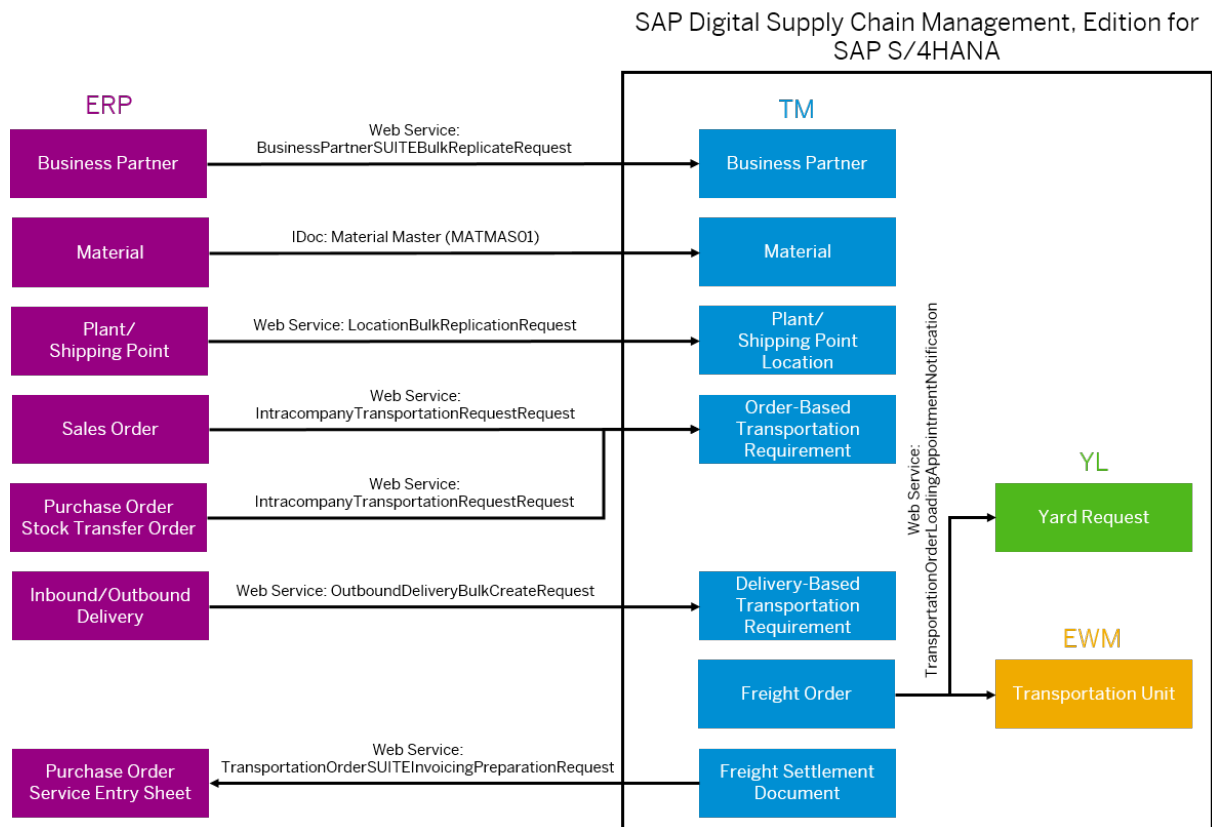 SAP Digital Supply Chain Management, Edition for
SAP S/4HANA
ERP
TM
Business Partner
Web Service:
BusinessPartnerSUITEBulkReplicateRequest
Business Partner
Material
IDoc: Material Master (MATMAS01)
Material
Plant/
Shipping Point
Web Service: LocationBulkReplicationRequest
Plant/
Shipping Point
Location
Sales Order
Web Service:
IntracompanyTransportationRequestRequest
Order-Based
Transportation
Requirement
Purchase Order
Stock Transfer Order
Web Service:
IntracompanyTransportationRequestRequest
Web Service:
TransportationOrderLoadingAppointmentNotification
YL
Yard Request
Inbound/Outbound
Delivery
Web Service: OutboundDeliveryBulkCreateRequest
Delivery-Based
Transportation
Requirement
EWM
Freight Order
Transportation Unit
Purchase Order
Service Entry Sheet
Web Service:
TransportationOrderSUITEInvoicingPreparationRequest
Freight Settlement
Document